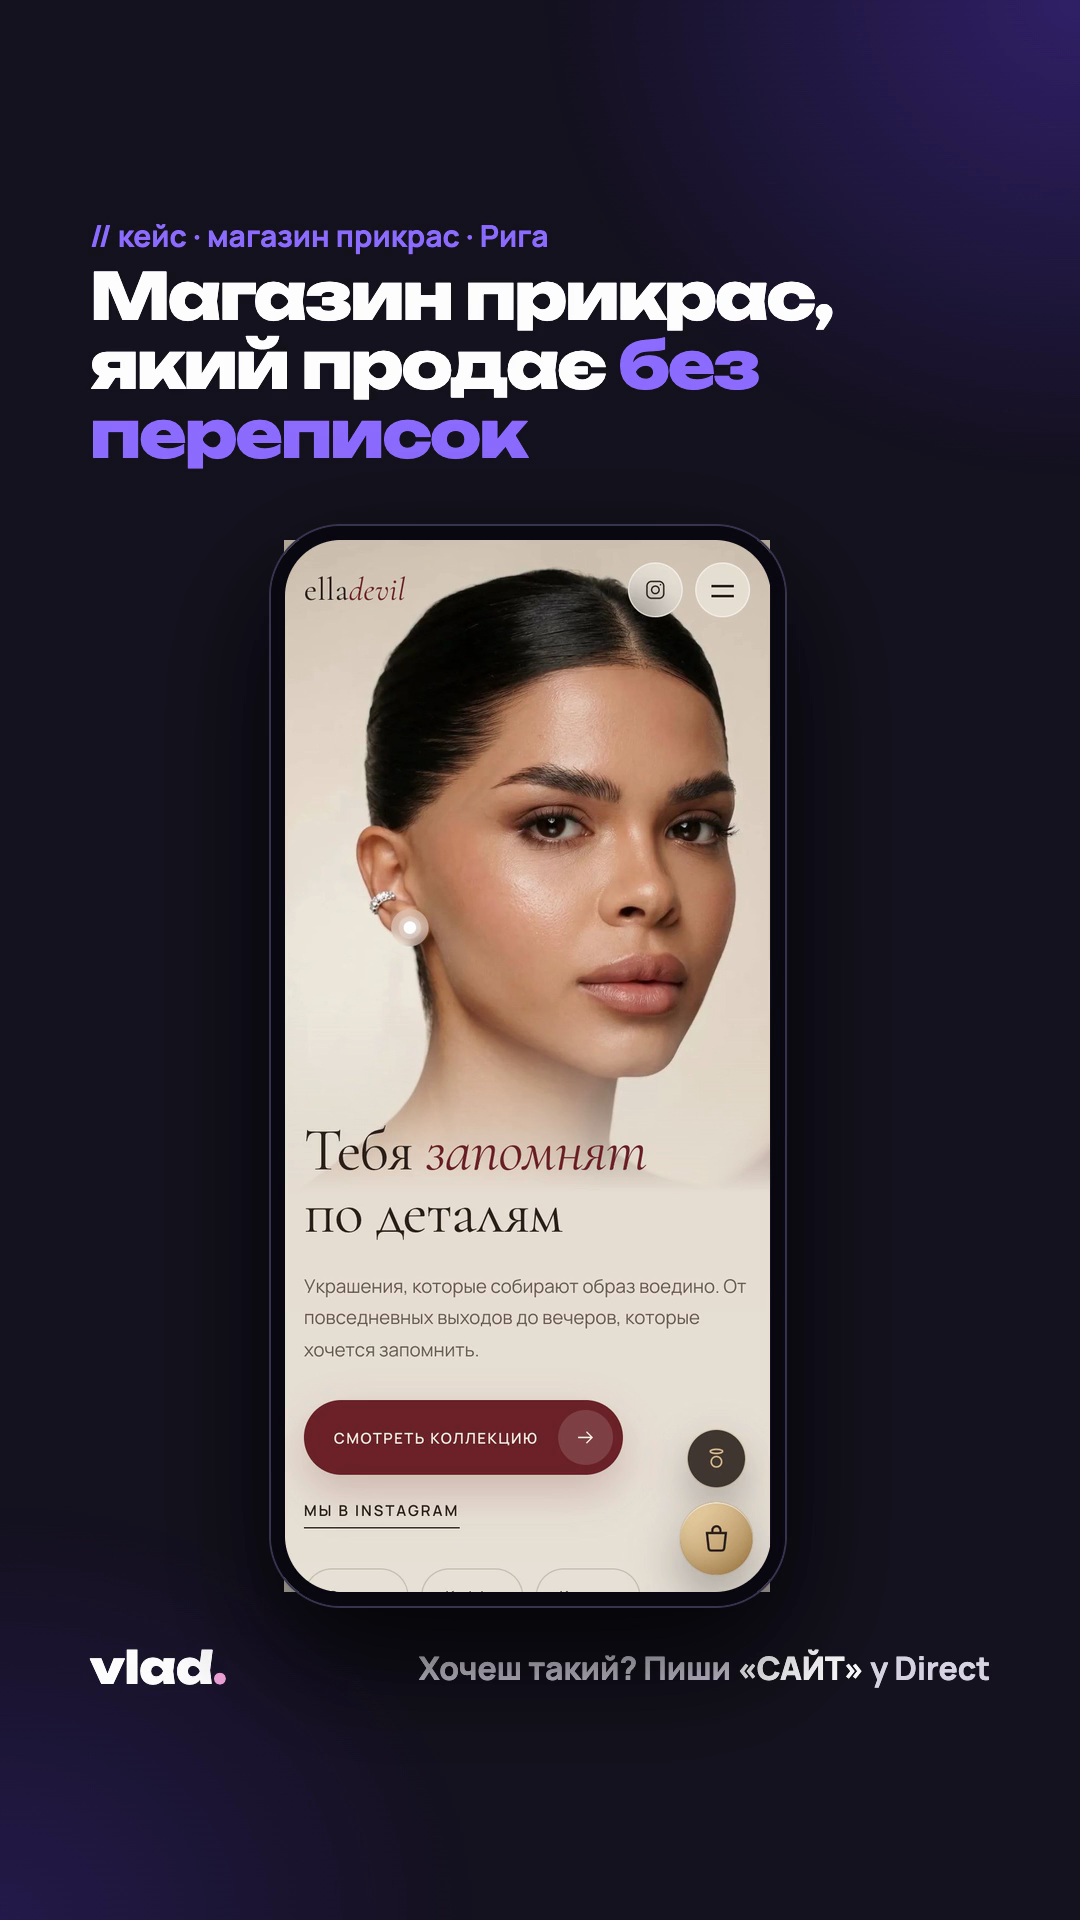 // кейс · магазин прикрас · Рига
Магазин прикрас,
який продає без
переписок
elladevil
Тебя запомнят
по деталям
Украшения, которые собирают образ воедино. От
повседневных выходов до вечеров, которые
хочется запомнить.
СМОТРЕТЬ КОЛЛЕКЦИЮ
МЫ В INSTAGRAM
vlad.
Хочеш такий? Пиши «САЙТ» у Direct